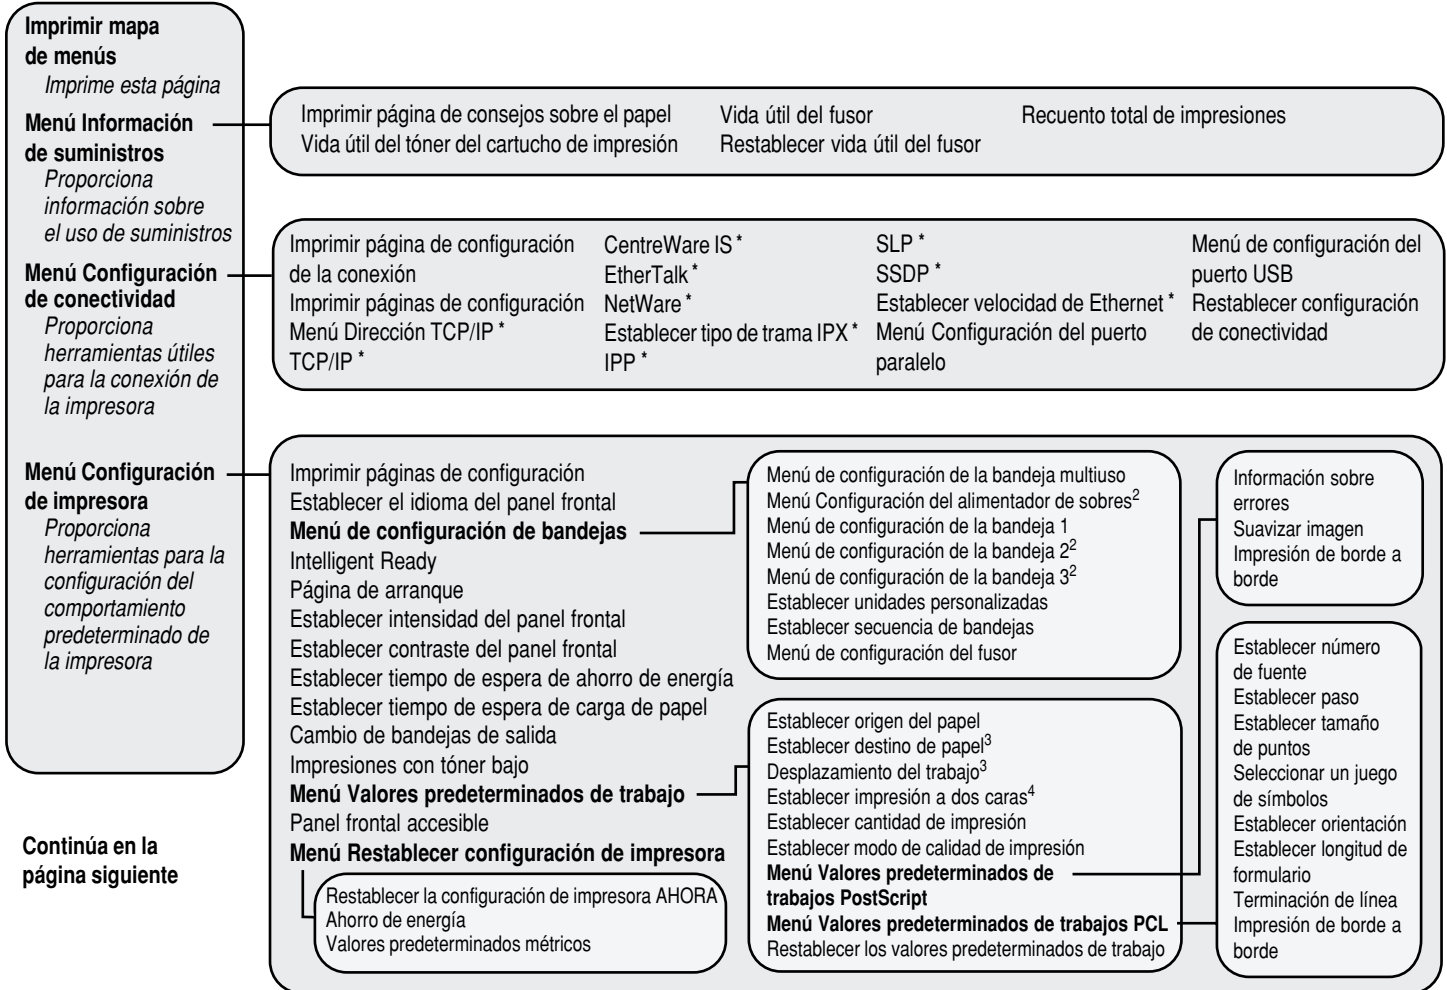 Imprimir mapa
de menús
Imprime esta página
Menú Información
de suministros
Proporciona
información sobre
el uso de suministros
Menú Configuración
de conectividad
Proporciona
herramientas útiles
para la conexión de
la impresora
Menú Configuración
de impresora
Proporciona
herramientas para la
configuración del
comportamiento
predeterminado de
la impresora
Continúa en la
página siguiente
Imprimir página de consejos sobre el papel
Vida útil del tóner del cartucho de impresión
Vida útil del fusor
Restablecer vida útil del fusor
Recuento total de impresiones
Imprimir página de configuración
de la conexión
Imprimir páginas de configuración
Menú Dirección TCP/IP *
TCP/IP *
CentreWare IS *
EtherTalk *
NetWare *
Establecer tipo de trama IPX *
IPP *
SLP *
SSDP *
Establecer velocidad de Ethernet *
Menú Configuración del puerto
paralelo
Menú de configuración del
puerto USB
Restablecer configuración
de conectividad
Imprimir páginas de configuración
Establecer el idioma del panel frontal
Menú de configuración de bandejas
Intelligent Ready
Página de arranque
Establecer intensidad del panel frontal
Establecer contraste del panel frontal
Establecer tiempo de espera de ahorro de energía
Establecer tiempo de espera de carga de papel
Cambio de bandejas de salida
Impresiones con tóner bajo
Menú Valores predeterminados de trabajo
Panel frontal accesible
Menú Restablecer configuración de impresora
Restablecer la configuración de impresora AHORA
Ahorro de energía
Valores predeterminados métricos
Menú de configuración de la bandeja multiuso
Menú Configuración del alimentador de sobres2
Menú de configuración de la bandeja 1
Menú de configuración de la bandeja 22
Menú de configuración de la bandeja 32
Establecer unidades personalizadas
Establecer secuencia de bandejas
Menú de configuración del fusor
Establecer origen del papel
Establecer destino de papel3
Desplazamiento del trabajo3
Establecer impresión a dos caras4
Establecer cantidad de impresión
Establecer modo de calidad de impresión
Menú Valores predeterminados de
trabajos PostScript
Menú Valores predeterminados de trabajos PCL
Restablecer los valores predeterminados de trabajo
Información sobre
errores
Suavizar imagen
Impresión de borde a
borde
Establecer número
de fuente
Establecer paso
Establecer tamaño
de puntos
Seleccionar un juego
de símbolos
Establecer orientación
Establecer longitud de
formulario
Terminación de línea
Impresión de borde a
borde